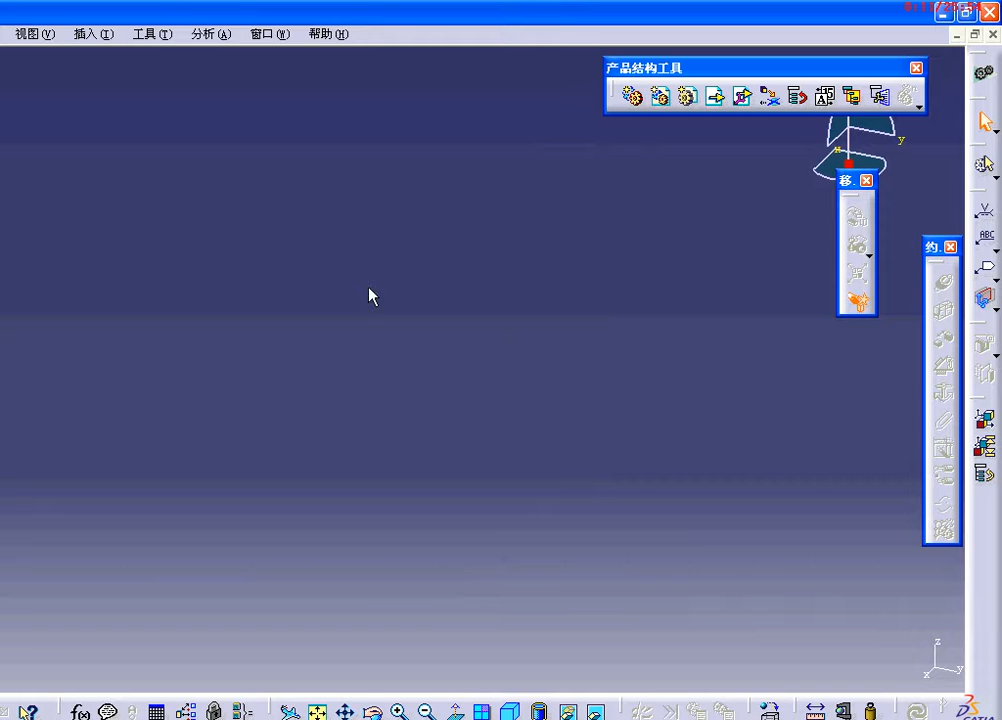 视图(V) 插入(I) 工具(T) 分析(A) 窗口(W) 帮助(H)
产品结构工具
y
移.
约.
V
ABC
A
z
x y
f(x)